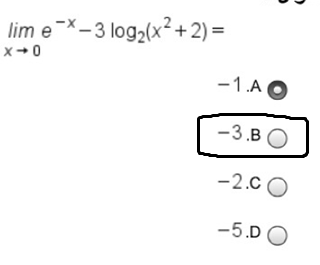 lim e^{-x} - 3 log₂(x² + 2) =
x → 0
-1 .A
-3 .B
-2 .C
-5 .D